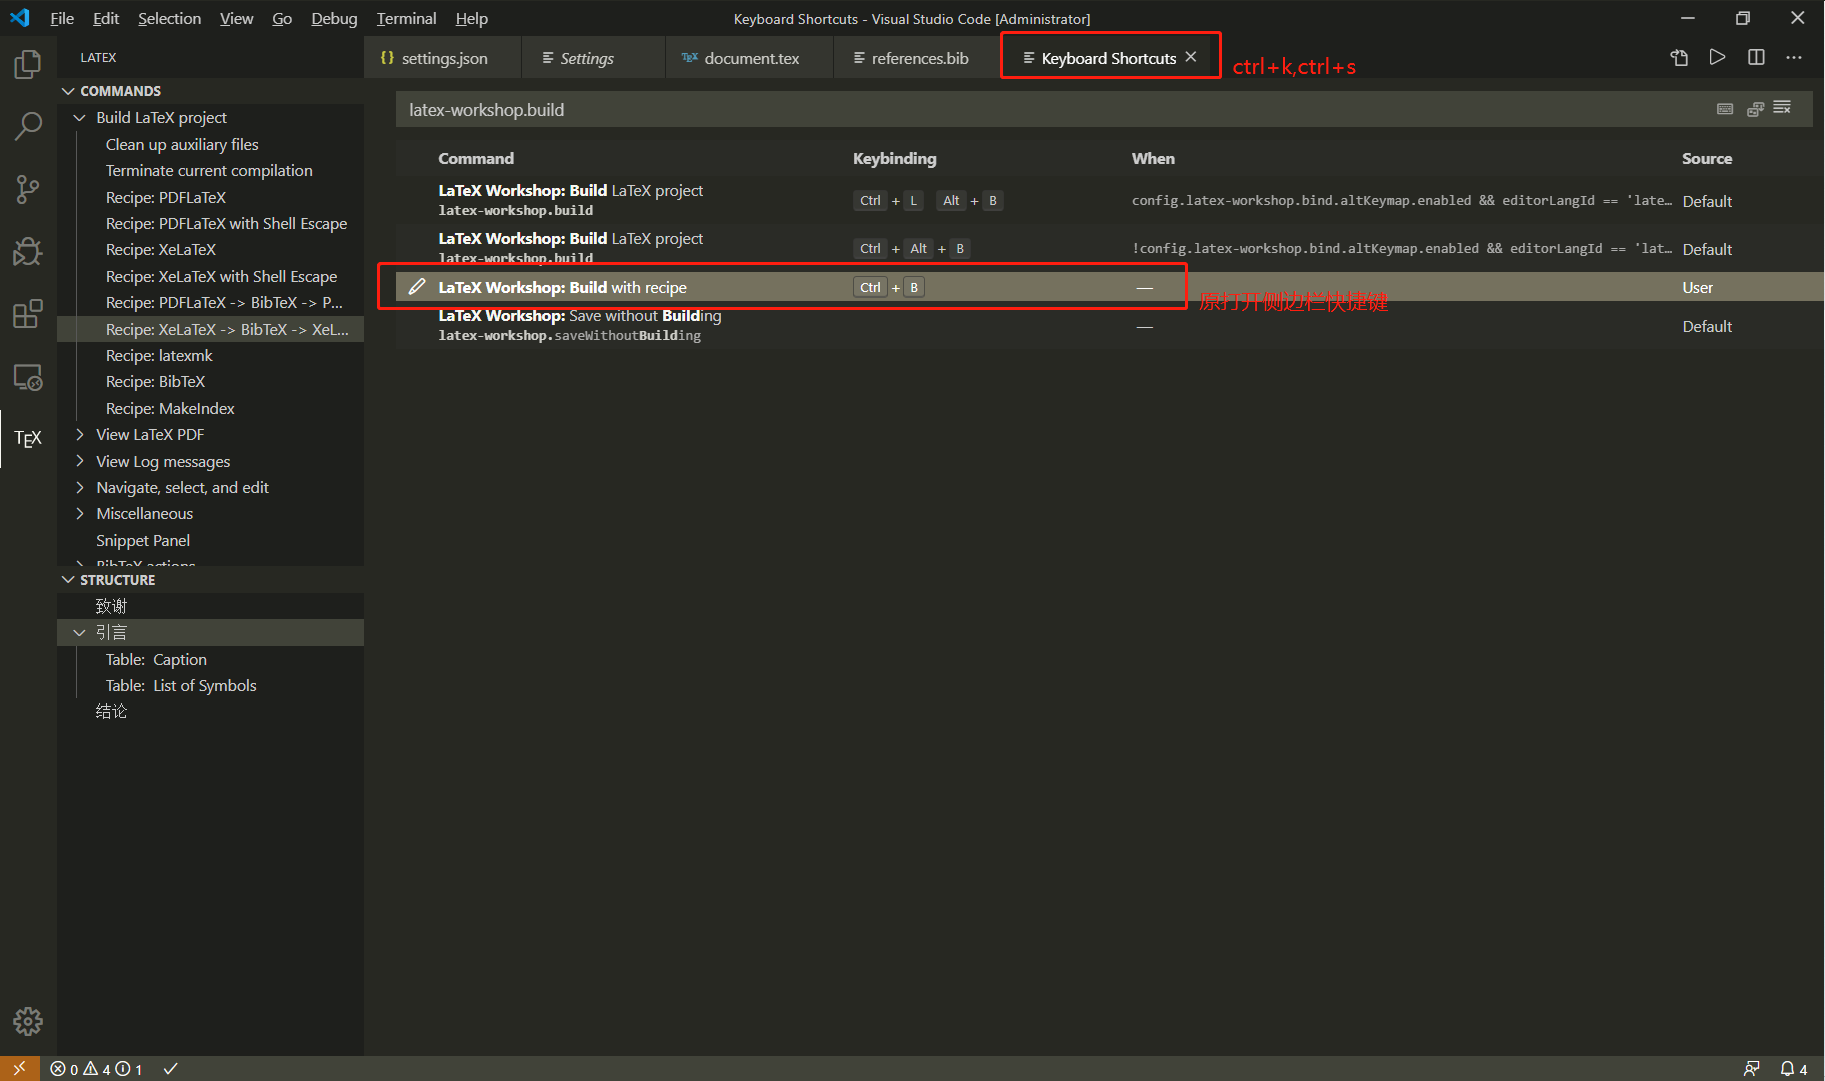 File Edit Selection View Go Debug Terminal Help
Keyboard Shortcuts - Visual Studio Code [Administrator]
LATEX
{} settings.json
Settings
TEX document.tex
references.bib
Keyboard Shortcuts
ctrl+k,ctrl+s
COMMANDS
Build LaTeX project
Clean up auxiliary files
Terminate current compilation
Recipe: PDFLaTeX
Recipe: PDFLaTeX with Shell Escape
Recipe: XeLaTeX
Recipe: XeLaTeX with Shell Escape
Recipe: PDFLaTeX -> BibTeX -> P...
Recipe: XeLaTeX -> BibTeX -> XeL...
Recipe: latexmk
Recipe: BibTeX
Recipe: MakeIndex
View LaTeX PDF
View Log messages
Navigate, select, and edit
Miscellaneous
Snippet Panel
BibTeX actions
STRUCTURE
致谢
引言
Table: Caption
Table: List of Symbols
结论
TEX
latex-workshop.build
Command Keybinding When Source
LaTeX Workshop: Build LaTeX project
latex-workshop.build
Ctrl + L Alt + B
config.latex-workshop.bind.altKeymap.enabled && editorLangId == 'late...
Default
LaTeX Workshop: Build LaTeX project
latex-workshop.build
Ctrl + Alt + B
!config.latex-workshop.bind.altKeymap.enabled && editorLangId == 'lat...
Default
LaTeX Workshop: Build with recipe
Ctrl + B
—
User
原打开侧边栏快捷键
LaTeX Workshop: Save without Building
latex-workshop.saveWithoutBuilding
—
Default
0 4 1
4